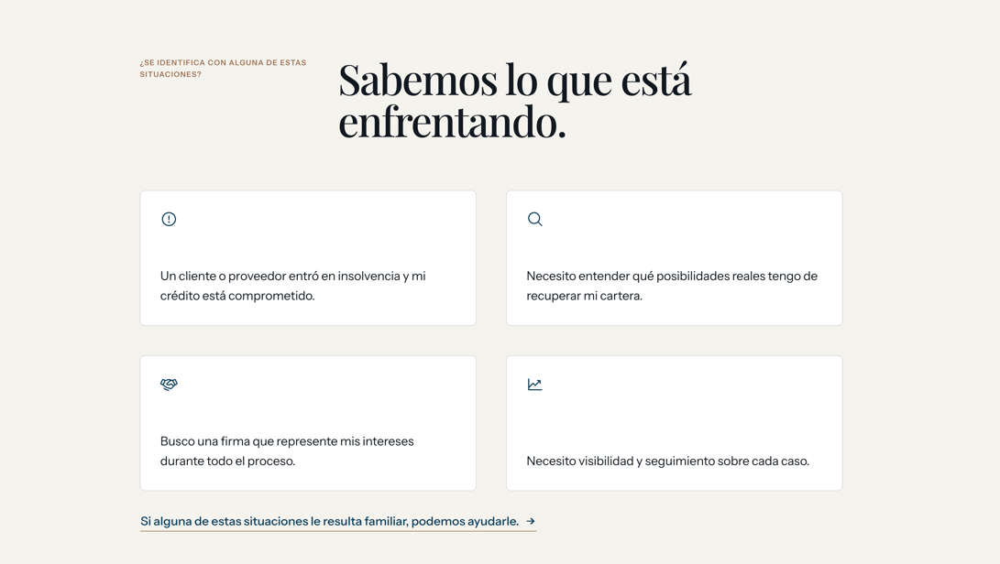 ¿SE IDENTIFICA CON ALGUNA DE ESTAS
SITUACIONES?
Sabemos lo que está
enfrentando.
Un cliente o proveedor entró en insolvencia y mi
crédito está comprometido.
Necesito entender qué posibilidades reales tengo de
recuperar mi cartera.
Busco una firma que represente mis intereses
durante todo el proceso.
Necesito visibilidad y seguimiento sobre cada caso.
Si alguna de estas situaciones le resulta familiar, podemos ayudarle. →